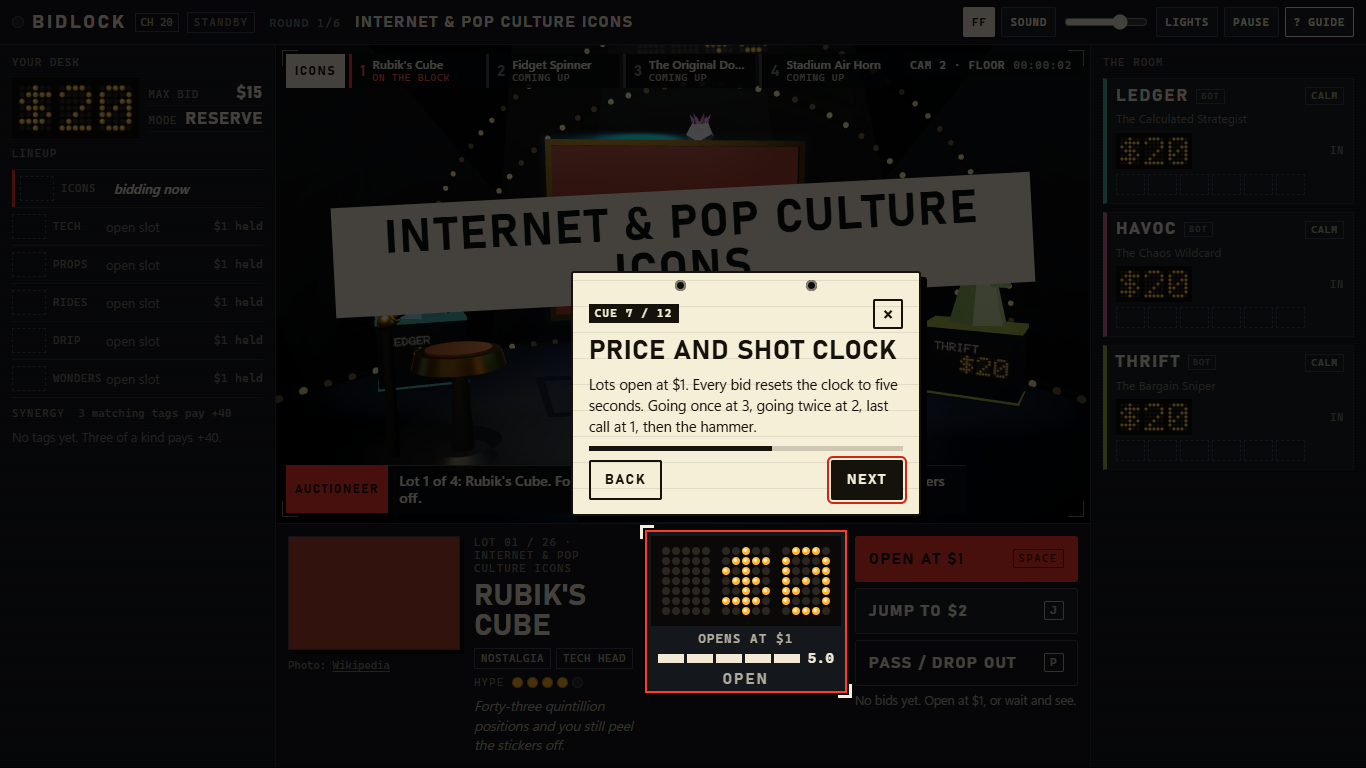 BIDLOCK CH 20 STANDBY ROUND 1/6 INTERNET & POP CULTURE ICONS FF SOUND LIGHTS PAUSE ? GUIDE
YOUR DESK
$20
MAX BID $15
MODE RESERVE
LINEUP
ICONS bidding now
TECH open slot $1 held
PROPS open slot $1 held
RIDES open slot $1 held
DRIP open slot $1 held
WONDERS open slot $1 held
SYNERGY 3 matching tags pay +40
No tags yet. Three of a kind pays +40.
ICONS
1 Rubik's Cube
ON THE BLOCK
2 Fidget Spinner
COMING UP
3 The Original Do...
COMING UP
4 Stadium Air Horn
COMING UP
CAM 2 · FLOOR 00:00:02
INTERNET & POP CULTURE
ICONS
EDGER
THRIFT
$20
CUE 7 / 12
×
PRICE AND SHOT CLOCK
Lots open at $1. Every bid resets the clock to five
seconds. Going once at 3, going twice at 2, last
call at 1, then the hammer.
BACK
NEXT
AUCTIONEER
Lot 1 of 4: Rubik's Cube. Fo
ers
off.
Photo: Wikipedia
LOT 01 / 26 ·
INTERNET & POP
CULTURE ICONS
RUBIK'S
CUBE
NOSTALGIA TECH HEAD
HYPE
Forty-three quintillion
positions and you still peel
the stickers off.
$0
OPENS AT $1
5.0
OPEN
OPEN AT $1 SPACE
JUMP TO $2 J
PASS / DROP OUT P
No bids yet. Open at $1, or wait and see.
THE ROOM
LEDGER BOT CALM
The Calculated Strategist
$20 IN
HAVOC BOT CALM
The Chaos Wildcard
$20 IN
THRIFT BOT CALM
The Bargain Sniper
$20 IN